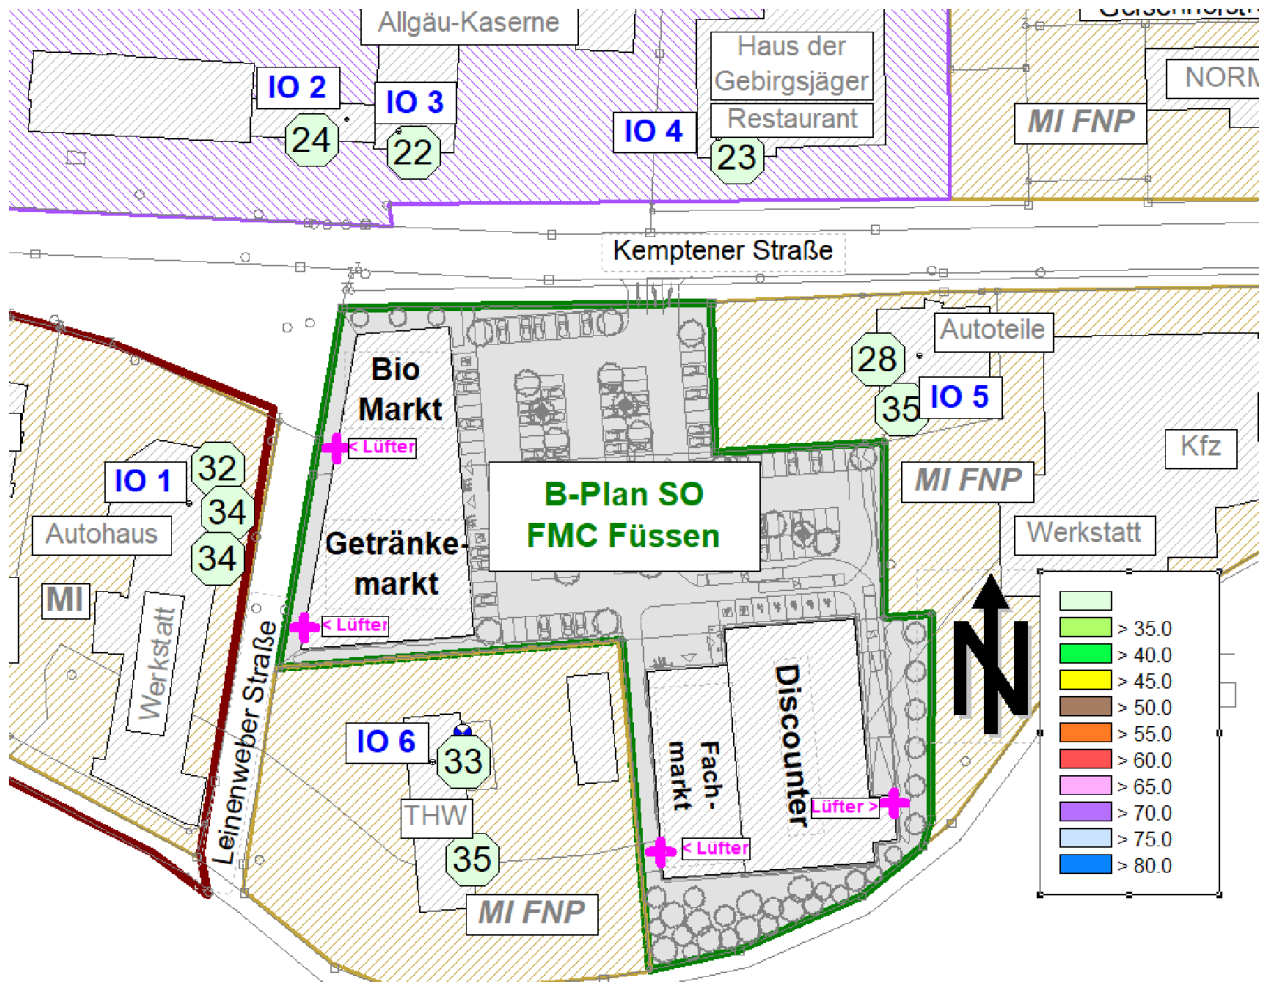 Allgäu-Kaserne
Haus der
Gebirgsjäger
Restaurant
NORM
IO 2
IO 3
IO 4
MI FNP
24
22
23
Kemptener Straße
Autoteile
28
35
IO 5
Bio
Markt
< Lüfter
Kfz
MI FNP
IO 1
32
34
34
Autohaus
B-Plan SO
FMC Füssen
Getränke-
markt
Werkstatt
MI
< Lüfter
Werkstatt
Leinenweber Straße
IO 6
33
THW
35
MI FNP
Fach-
markt
Discounter
Lüfter >
< Lüfter
N
> 35.0
> 40.0
> 45.0
> 50.0
> 55.0
> 60.0
> 65.0
> 70.0
> 75.0
> 80.0